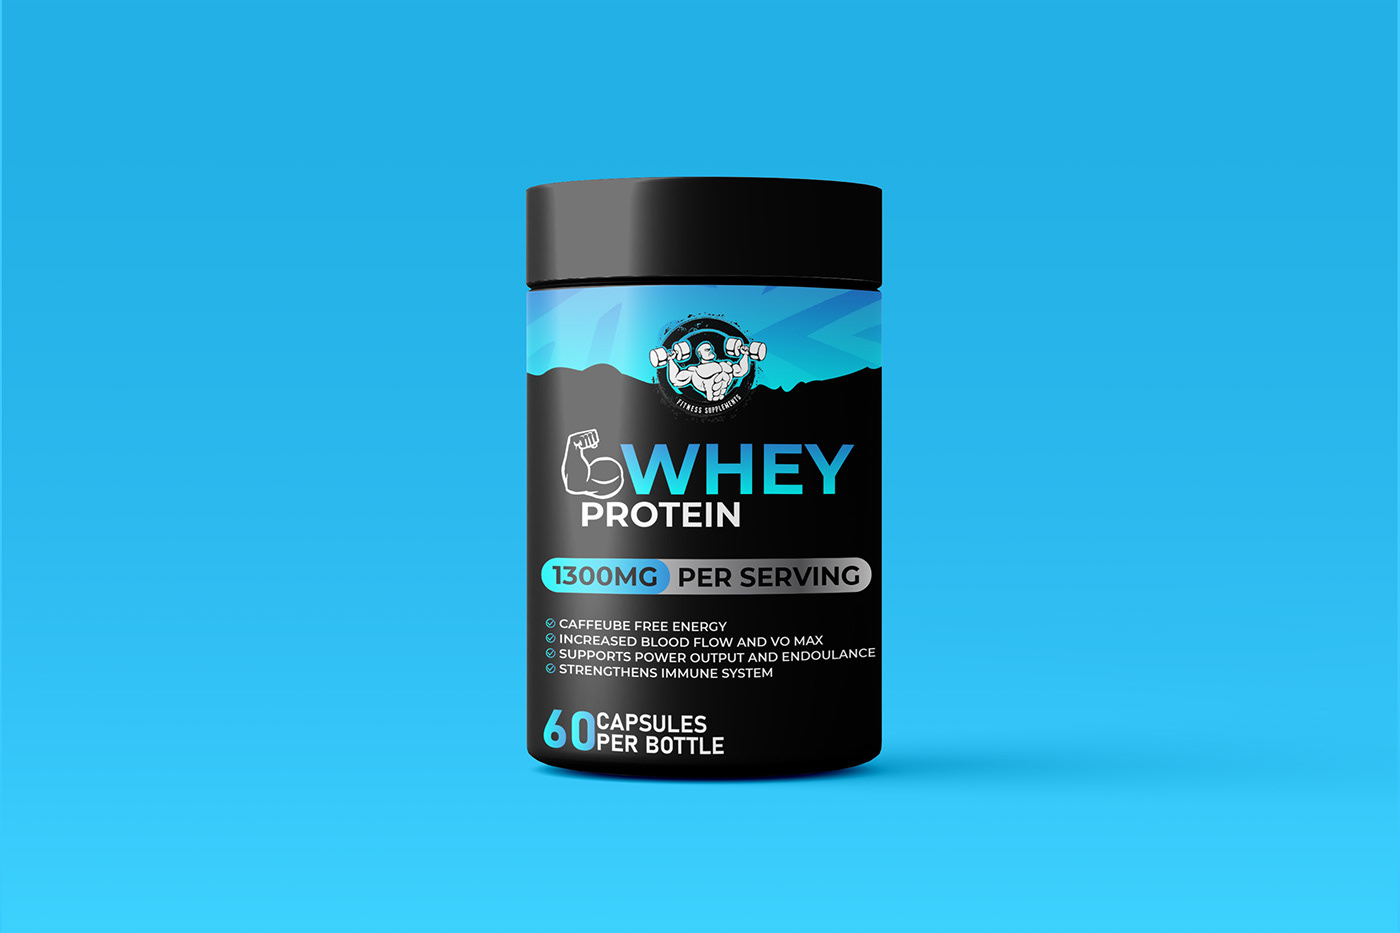 FITNESS SUPPLEMENTS
WHEY
PROTEIN
1300MG PER SERVING
CAFFEUBE FREE ENERGY
INCREASED BLOOD FLOW AND VO MAX
SUPPORTS POWER OUTPUT AND ENDOULANCE
STRENGTHENS IMMUNE SYSTEM
60 CAPSULES
PER BOTTLE